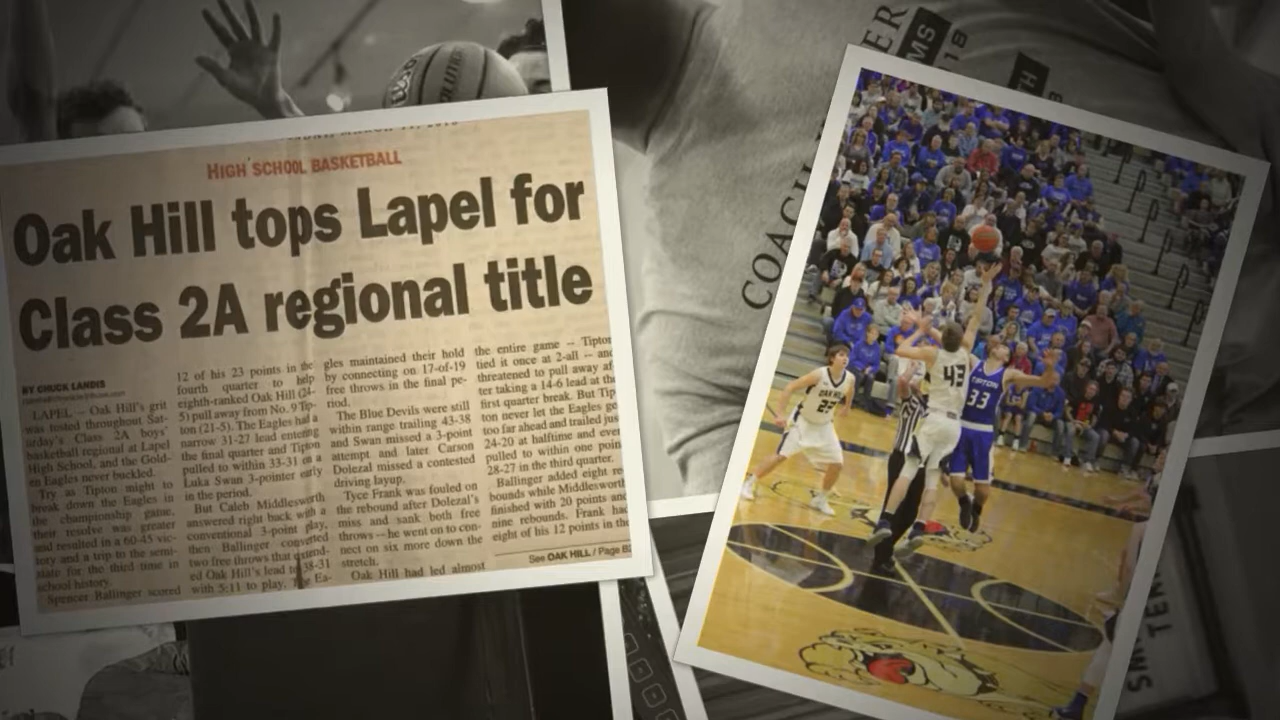 HIGH SCHOOL BASKETBALL
Oak Hill tops Lapel for
Class 2A regional title
BY CHUCK LANDIS
LAPEL — Oak Hill's grit
was tested throughout Sat-
urday's Class 2A boys'
basketball regional at Lapel
High School, and the Gold-
en Eagles never buckled.
Try as Tipton might to
break down the Eagles in
the championship game,
their resolve was greater
and resulted in a 60-45 vic-
tory and a trip to the semi-
state for the third time in
school history.
Spencer Ballinger scored
12 of his 23 points in the
fourth quarter to help
eighth-ranked Oak Hill (24-
5) pull away from No. 9 Tip-
ton (21-5). The Eagles had a
narrow 31-27 lead entering
the final quarter and Tipton
pulled to within 33-31 on a
Luka Swan 3-pointer early
in the period.
But Caleb Middlesworth
answered right back with a
conventional 3-point play,
then Ballinger converted
two free throws that extend-
ed Oak Hill's lead to 38-31
with 5:11 to play. The Ea-
gles maintained their hold
by connecting on 17-of-19
free throws in the final pe-
riod.
The Blue Devils were still
within range trailing 43-38
and Swan missed a 3-point
attempt and later Carson
Dolezal missed a contested
driving layup.
Tyce Frank was fouled on
the rebound after Dolezal's
miss and sank both free
throws — he went on to con-
nect on six more down the
stretch.
Oak Hill had led almost
the entire game -- Tipton
tied it once at 2-all -- and
threatened to pull away af-
ter taking a 14-6 lead at the
first quarter break. But Tip-
ton never let the Eagles get
too far ahead and trailed just
24-20 at halftime and even
pulled to within one point
28-27 in the third quarter.
Ballinger added eight re-
bounds while Middlesworth
finished with 20 points and
nine rebounds. Frank had
eight of his 12 points in the
See OAK HILL / Page B2
COACH
ER
MS
18
TH
OAK HILL
22
43
TIPTON
33
TEN